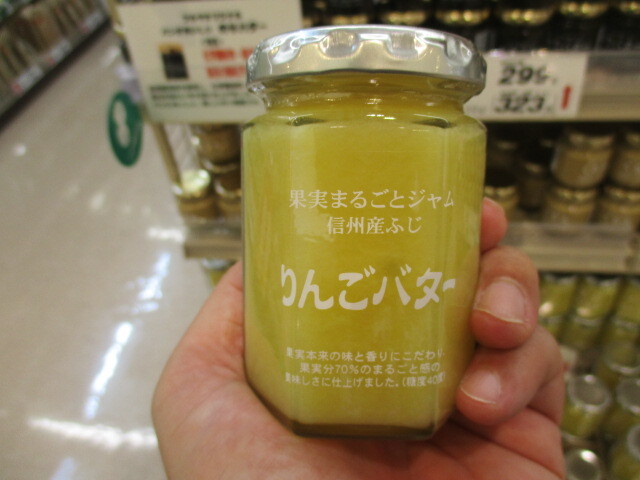 果実まるごとジャム
信州産ふじ
りんごバター
果実本来の味と香りにこだわり
果実分70%のまるごと感の
美味しさに仕上げました。(糖度40度)
295
323